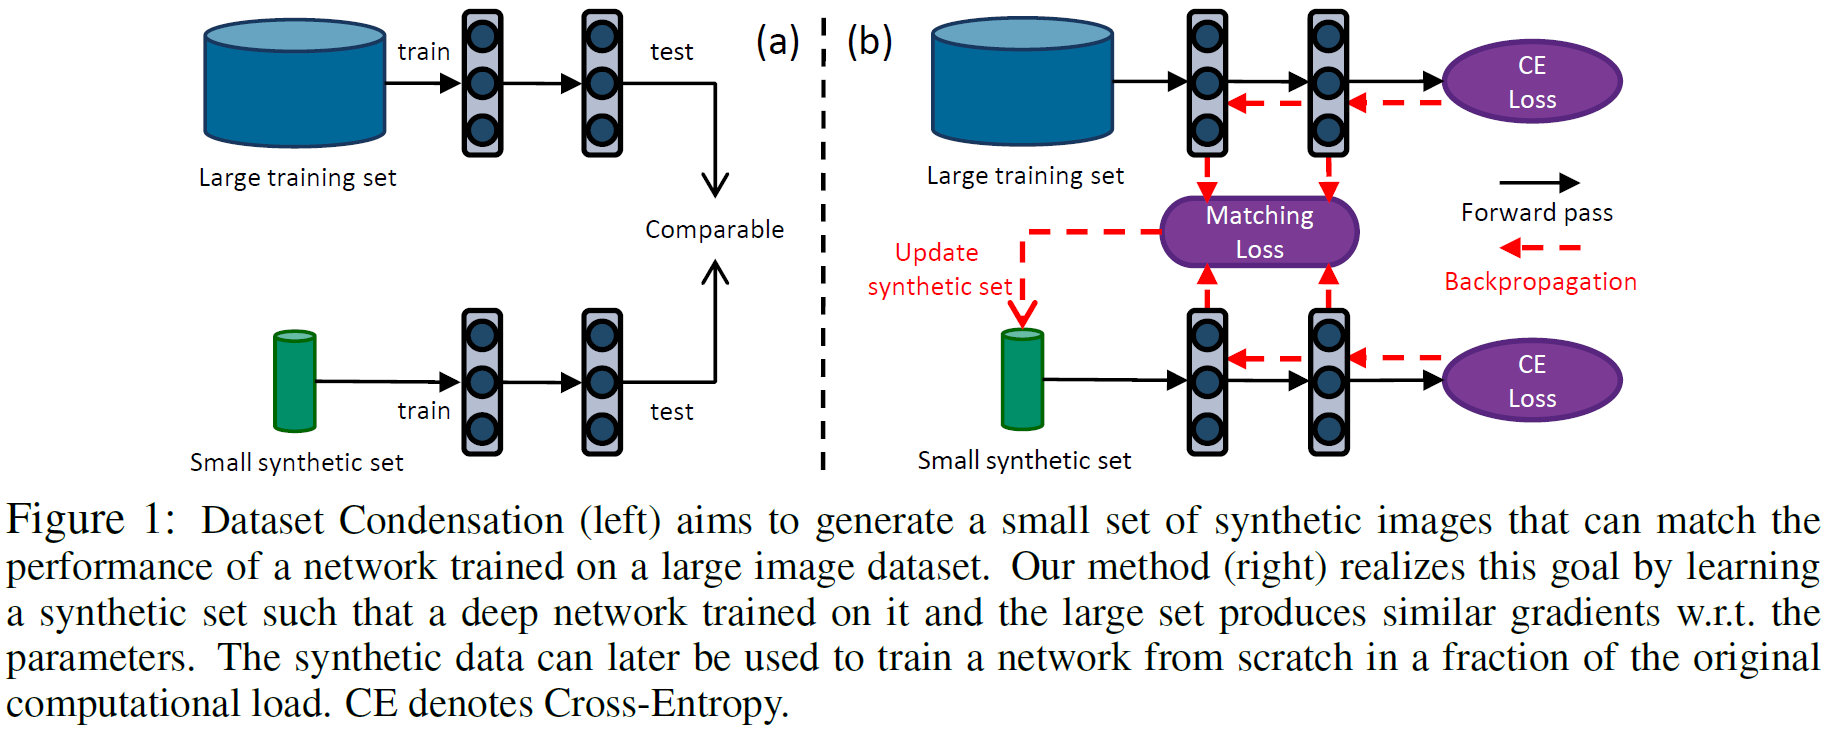 train
test
(a)
Large training set
Comparable
train
test
Small synthetic set
(b)
CE
Loss
Large training set
Matching
Loss
Update
synthetic set
Forward pass
Backpropagation
CE
Loss
Small synthetic set
Figure 1: Dataset Condensation (left) aims to generate a small set of synthetic images that can match the
performance of a network trained on a large image dataset. Our method (right) realizes this goal by learning
a synthetic set such that a deep network trained on it and the large set produces similar gradients w.r.t. the
parameters. The synthetic data can later be used to train a network from scratch in a fraction of the original
computational load. CE denotes Cross-Entropy.